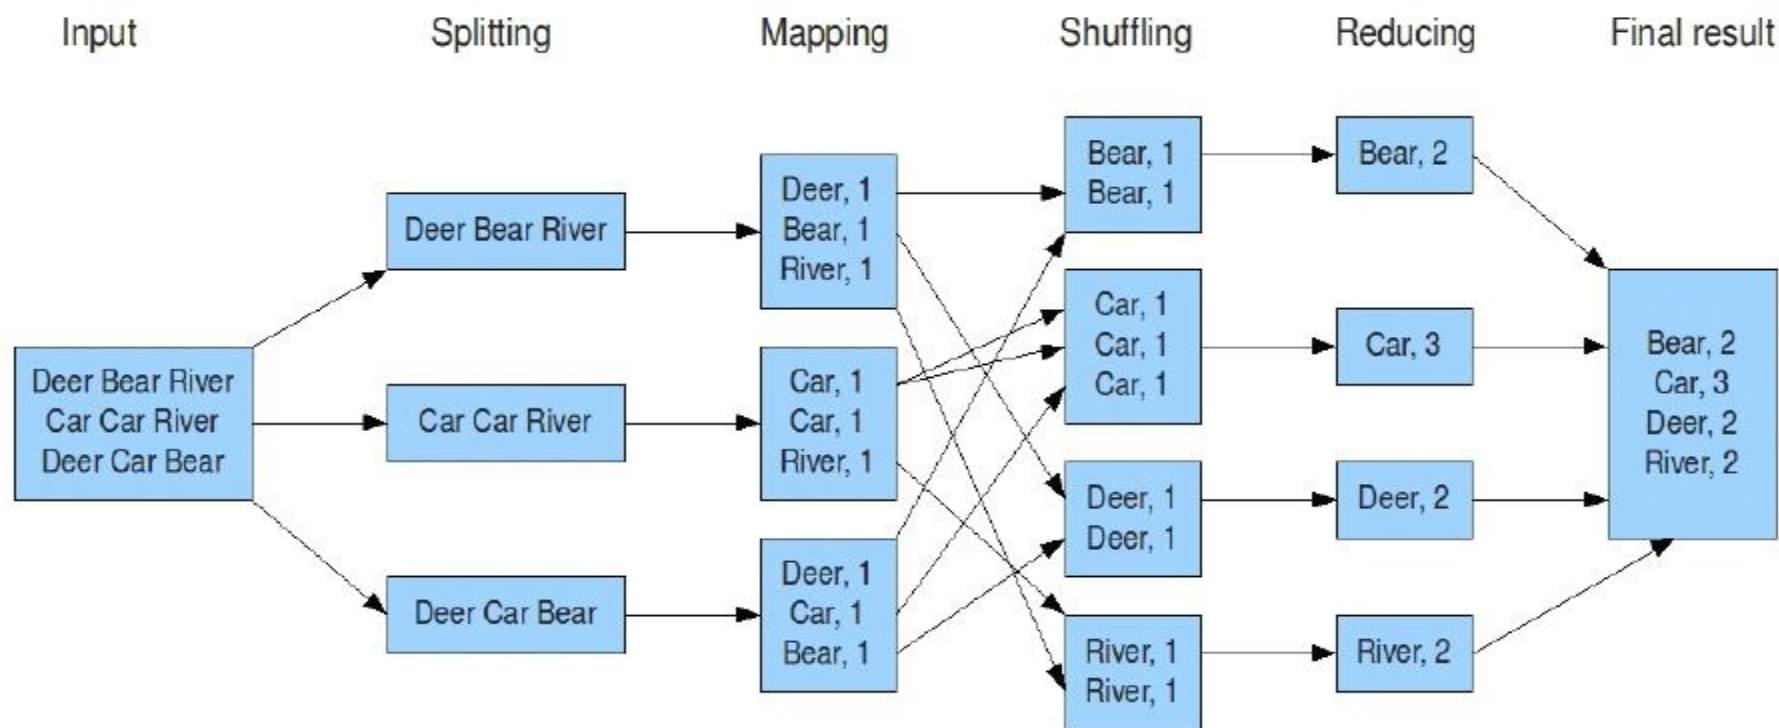 Input
Splitting
Mapping
Shuffling
Reducing
Final result
Deer Bear River
Car Car River
Deer Car Bear
Deer Bear River
Car Car River
Deer Car Bear
Deer, 1
Bear, 1
River, 1
Car, 1
Car, 1
River, 1
Deer, 1
Car, 1
Bear, 1
Bear, 1
Bear, 1
Car, 1
Car, 1
Car, 1
Deer, 1
Deer, 1
River, 1
River, 1
Bear, 2
Car, 3
Deer, 2
River, 2
Bear, 2
Car, 3
Deer, 2
River, 2